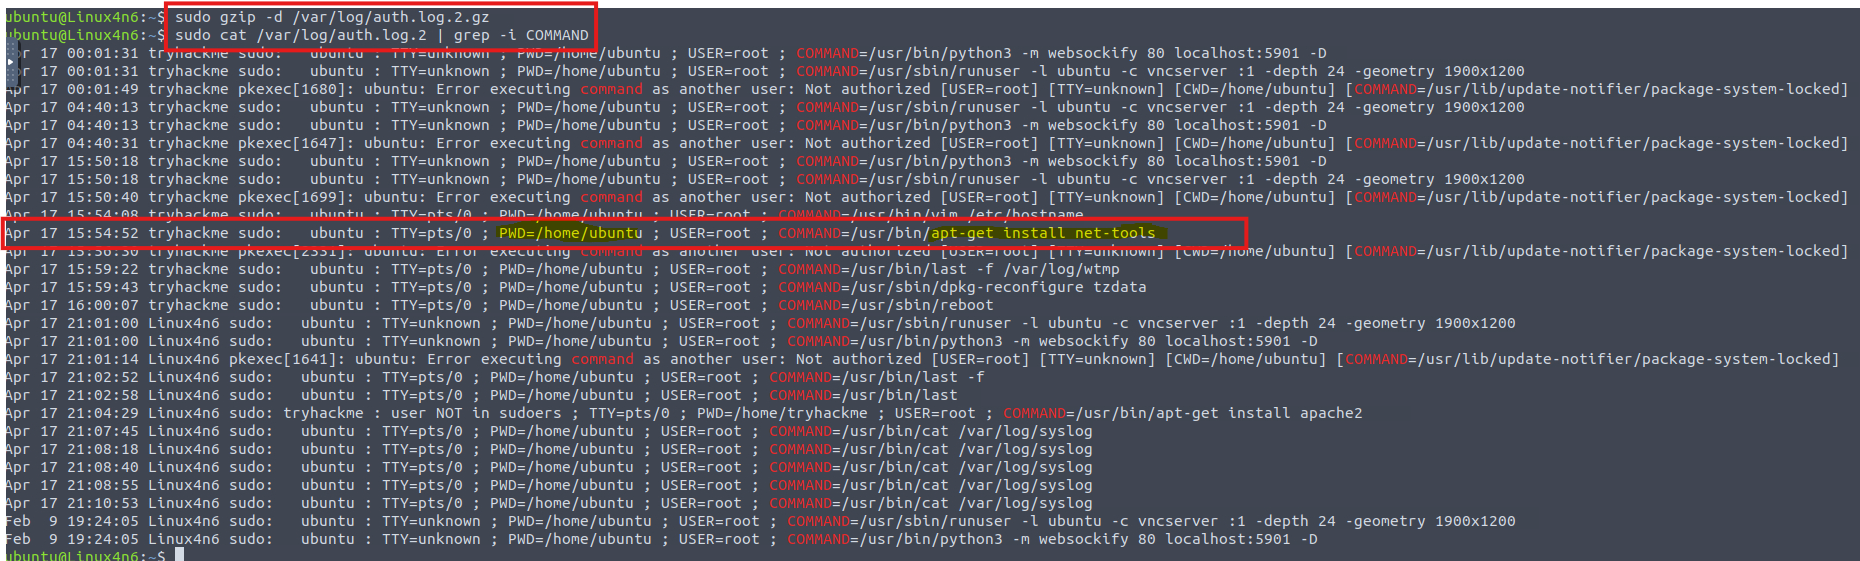 ubuntu@Linux4n6:~$ sudo gzip -d /var/log/auth.log.2.gz
ubuntu@Linux4n6:~$ sudo cat /var/log/auth.log.2 | grep -i COMMAND
r 17 00:01:31 tryhackme sudo:   ubuntu : TTY=unknown ; PWD=/home/ubuntu ; USER=root ; COMMAND=/usr/bin/python3 -m websockify 80 localhost:5901 -D
r 17 00:01:31 tryhackme sudo:   ubuntu : TTY=unknown ; PWD=/home/ubuntu ; USER=root ; COMMAND=/usr/sbin/runuser -l ubuntu -c vncserver :1 -depth 24 -geometry 1900x1200
Apr 17 00:01:49 tryhackme pkexec[1680]: ubuntu: Error executing command as another user: Not authorized [USER=root] [TTY=unknown] [CWD=/home/ubuntu] [COMMAND=/usr/lib/update-notifier/package-system-locked]
Apr 17 04:40:13 tryhackme sudo:   ubuntu : TTY=unknown ; PWD=/home/ubuntu ; USER=root ; COMMAND=/usr/sbin/runuser -l ubuntu -c vncserver :1 -depth 24 -geometry 1900x1200
Apr 17 04:40:13 tryhackme sudo:   ubuntu : TTY=unknown ; PWD=/home/ubuntu ; USER=root ; COMMAND=/usr/bin/python3 -m websockify 80 localhost:5901 -D
Apr 17 04:40:31 tryhackme pkexec[1647]: ubuntu: Error executing command as another user: Not authorized [USER=root] [TTY=unknown] [CWD=/home/ubuntu] [COMMAND=/usr/lib/update-notifier/package-system-locked]
Apr 17 15:50:18 tryhackme sudo:   ubuntu : TTY=unknown ; PWD=/home/ubuntu ; USER=root ; COMMAND=/usr/bin/python3 -m websockify 80 localhost:5901 -D
Apr 17 15:50:18 tryhackme sudo:   ubuntu : TTY=unknown ; PWD=/home/ubuntu ; USER=root ; COMMAND=/usr/sbin/runuser -l ubuntu -c vncserver :1 -depth 24 -geometry 1900x1200
Apr 17 15:50:40 tryhackme pkexec[1699]: ubuntu: Error executing command as another user: Not authorized [USER=root] [TTY=unknown] [CWD=/home/ubuntu] [COMMAND=/usr/lib/update-notifier/package-system-locked]
Apr 17 15:54:08 tryhackme sudo:   ubuntu : TTY=pts/0 ; PWD=/home/ubuntu ; USER=root ; COMMAND=/usr/bin/vim /etc/hostname
Apr 17 15:54:52 tryhackme sudo:   ubuntu : TTY=pts/0 ; PWD=/home/ubuntu ; USER=root ; COMMAND=/usr/bin/apt-get install net-tools
Apr 17 15:56:30 tryhackme pkexec[2331]: ubuntu: Error executing command as another user: Not authorized [USER=root] [TTY=unknown] [CWD=/home/ubuntu] [COMMAND=/usr/lib/update-notifier/package-system-locked]
Apr 17 15:59:22 tryhackme sudo:   ubuntu : TTY=pts/0 ; PWD=/home/ubuntu ; USER=root ; COMMAND=/usr/bin/last -f /var/log/wtmp
Apr 17 15:59:43 tryhackme sudo:   ubuntu : TTY=pts/0 ; PWD=/home/ubuntu ; USER=root ; COMMAND=/usr/sbin/dpkg-reconfigure tzdata
Apr 17 16:00:07 tryhackme sudo:   ubuntu : TTY=pts/0 ; PWD=/home/ubuntu ; USER=root ; COMMAND=/usr/sbin/reboot
Apr 17 21:01:00 Linux4n6 sudo:   ubuntu : TTY=unknown ; PWD=/home/ubuntu ; USER=root ; COMMAND=/usr/sbin/runuser -l ubuntu -c vncserver :1 -depth 24 -geometry 1900x1200
Apr 17 21:01:00 Linux4n6 sudo:   ubuntu : TTY=unknown ; PWD=/home/ubuntu ; USER=root ; COMMAND=/usr/bin/python3 -m websockify 80 localhost:5901 -D
Apr 17 21:01:14 Linux4n6 pkexec[1641]: ubuntu: Error executing command as another user: Not authorized [USER=root] [TTY=unknown] [CWD=/home/ubuntu] [COMMAND=/usr/lib/update-notifier/package-system-locked]
Apr 17 21:02:52 Linux4n6 sudo:   ubuntu : TTY=pts/0 ; PWD=/home/ubuntu ; USER=root ; COMMAND=/usr/bin/last -f
Apr 17 21:02:58 Linux4n6 sudo:   ubuntu : TTY=pts/0 ; PWD=/home/ubuntu ; USER=root ; COMMAND=/usr/bin/last
Apr 17 21:04:29 Linux4n6 sudo: tryhackme : user NOT in sudoers ; TTY=pts/0 ; PWD=/home/tryhackme ; USER=root ; COMMAND=/usr/bin/apt-get install apache2
Apr 17 21:07:45 Linux4n6 sudo:   ubuntu : TTY=pts/0 ; PWD=/home/ubuntu ; USER=root ; COMMAND=/usr/bin/cat /var/log/syslog
Apr 17 21:08:18 Linux4n6 sudo:   ubuntu : TTY=pts/0 ; PWD=/home/ubuntu ; USER=root ; COMMAND=/usr/bin/cat /var/log/syslog
Apr 17 21:08:40 Linux4n6 sudo:   ubuntu : TTY=pts/0 ; PWD=/home/ubuntu ; USER=root ; COMMAND=/usr/bin/cat /var/log/syslog
Apr 17 21:08:55 Linux4n6 sudo:   ubuntu : TTY=pts/0 ; PWD=/home/ubuntu ; USER=root ; COMMAND=/usr/bin/cat /var/log/syslog
Apr 17 21:10:53 Linux4n6 sudo:   ubuntu : TTY=pts/0 ; PWD=/home/ubuntu ; USER=root ; COMMAND=/usr/bin/cat /var/log/syslog
Feb  9 19:24:05 Linux4n6 sudo:   ubuntu : TTY=unknown ; PWD=/home/ubuntu ; USER=root ; COMMAND=/usr/sbin/runuser -l ubuntu -c vncserver :1 -depth 24 -geometry 1900x1200
Feb  9 19:24:05 Linux4n6 sudo:   ubuntu : TTY=unknown ; PWD=/home/ubuntu ; USER=root ; COMMAND=/usr/bin/python3 -m websockify 80 localhost:5901 -D
ubuntu@Linux4n6:~$